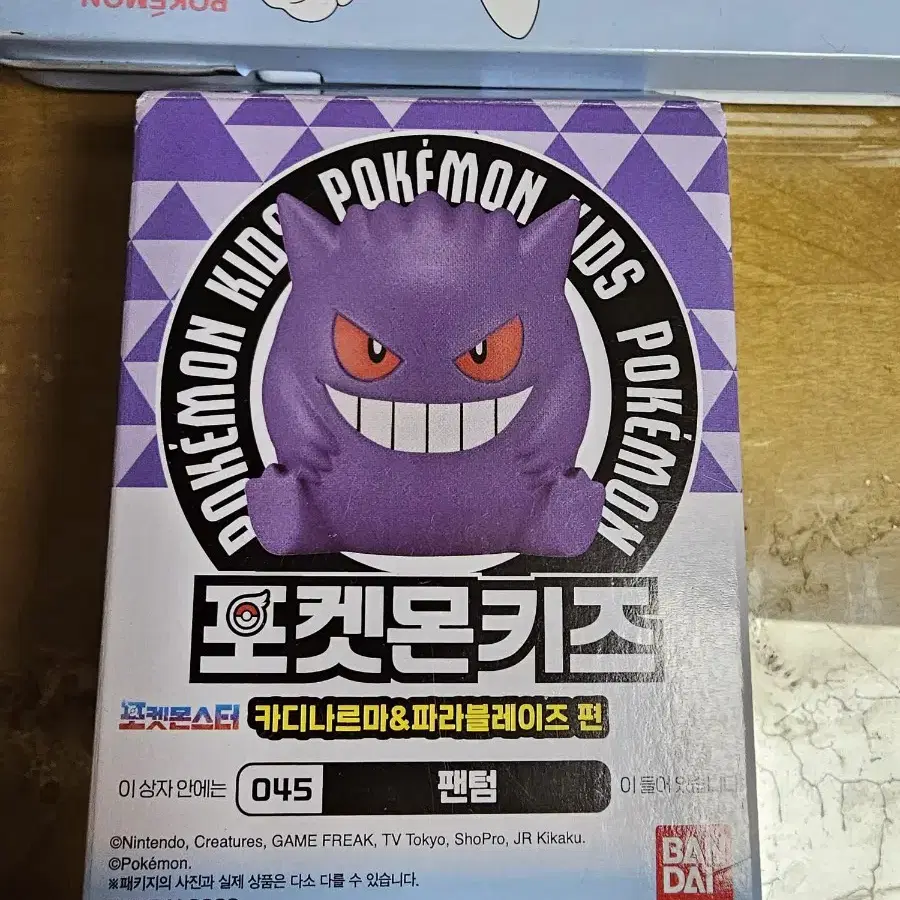 POKÉMON
POKÉMON KIDS POKÉMON KIDS POKÉMON
포켓몬키즈
포켓몬스터 카디나르마&파라블레이즈 편
이 상자 안에는 045 팬텀 이 들어 있습니다
©Nintendo, Creatures, GAME FREAK, TV Tokyo, ShoPro, JR Kikaku.
©Pokémon.
※패키지의 사진과 실제 상품은 다소 다를 수 있습니다.
BAN
DAI